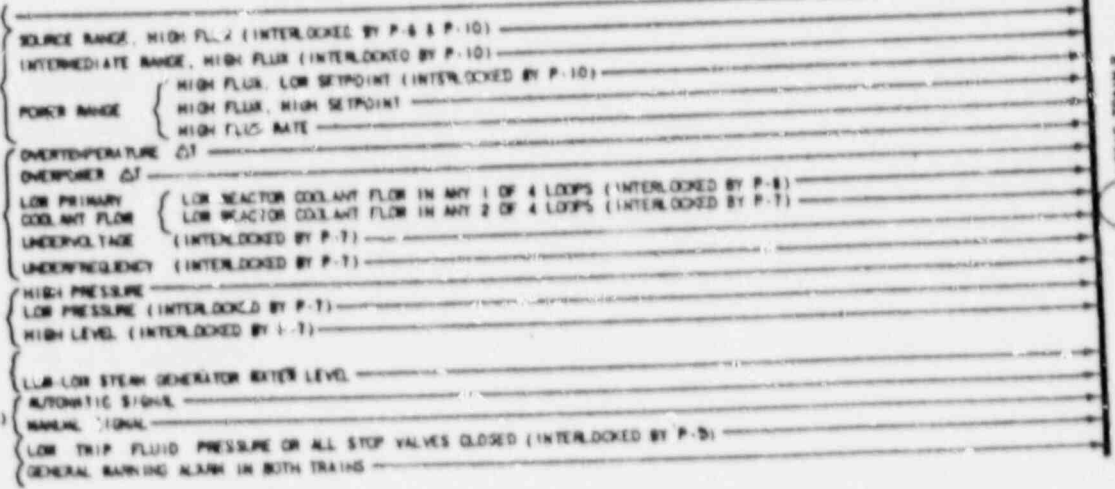 SOURCE RANGE, HIGH FLUX (INTERLOCKED BY P-6 & P-10)
INTERMEDIATE RANGE, HIGH FLUX (INTERLOCKED BY P-10)
HIGH FLUX, LOW SETPOINT (INTERLOCKED BY P-10)
POWER RANGE
HIGH FLUX, HIGH SETPOINT
HIGH FLUX RATE
OVERTEMPERATURE ΔT
OVERPOWER ΔT
LOW PRIMARY LOW REACTOR COOLANT FLOW IN ANY 1 OF 4 LOOPS (INTERLOCKED BY P-8)
COOLANT FLOW LOW REACTOR COOLANT FLOW IN ANY 2 OF 4 LOOPS (INTERLOCKED BY P-7)
UNDERVOLTAGE (INTERLOCKED BY P-7)
UNDERFREQUENCY (INTERLOCKED BY P-7)
HIGH PRESSURE
LOW PRESSURE (INTERLOCKED BY P-7)
HIGH LEVEL (INTERLOCKED BY P-7)
LOW-LOW STEAM GENERATOR WATER LEVEL
AUTOMATIC SIGNAL
MANUAL SIGNAL
LOW TRIP FLUID PRESSURE OR ALL STOP VALVES CLOSED (INTERLOCKED BY
GENERAL WARNING ALARM IN BOTH TRAINS